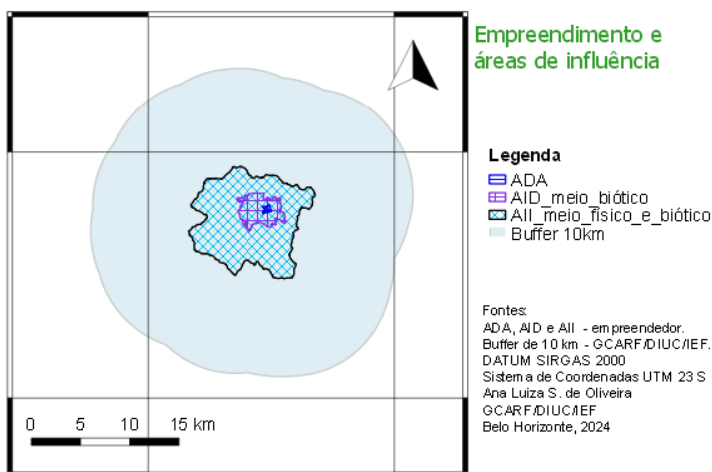 Empreendimento e
áreas de influência
Legenda
ADA
AID_meio_biótico
AII_meio_físico_e_biótico
Buffer 10km
Fontes:
ADA, AID e AII - empreendedor.
Buffer de 10 km - GCARF/DIUC/IEF.
DATUM SIRGAS 2000
Sistema de Coordenadas UTM 23 S
Ana Luiza S. de Oliveira
GCARF/DIUC/IEF
Belo Horizonte, 2024
0 5 10 15 km